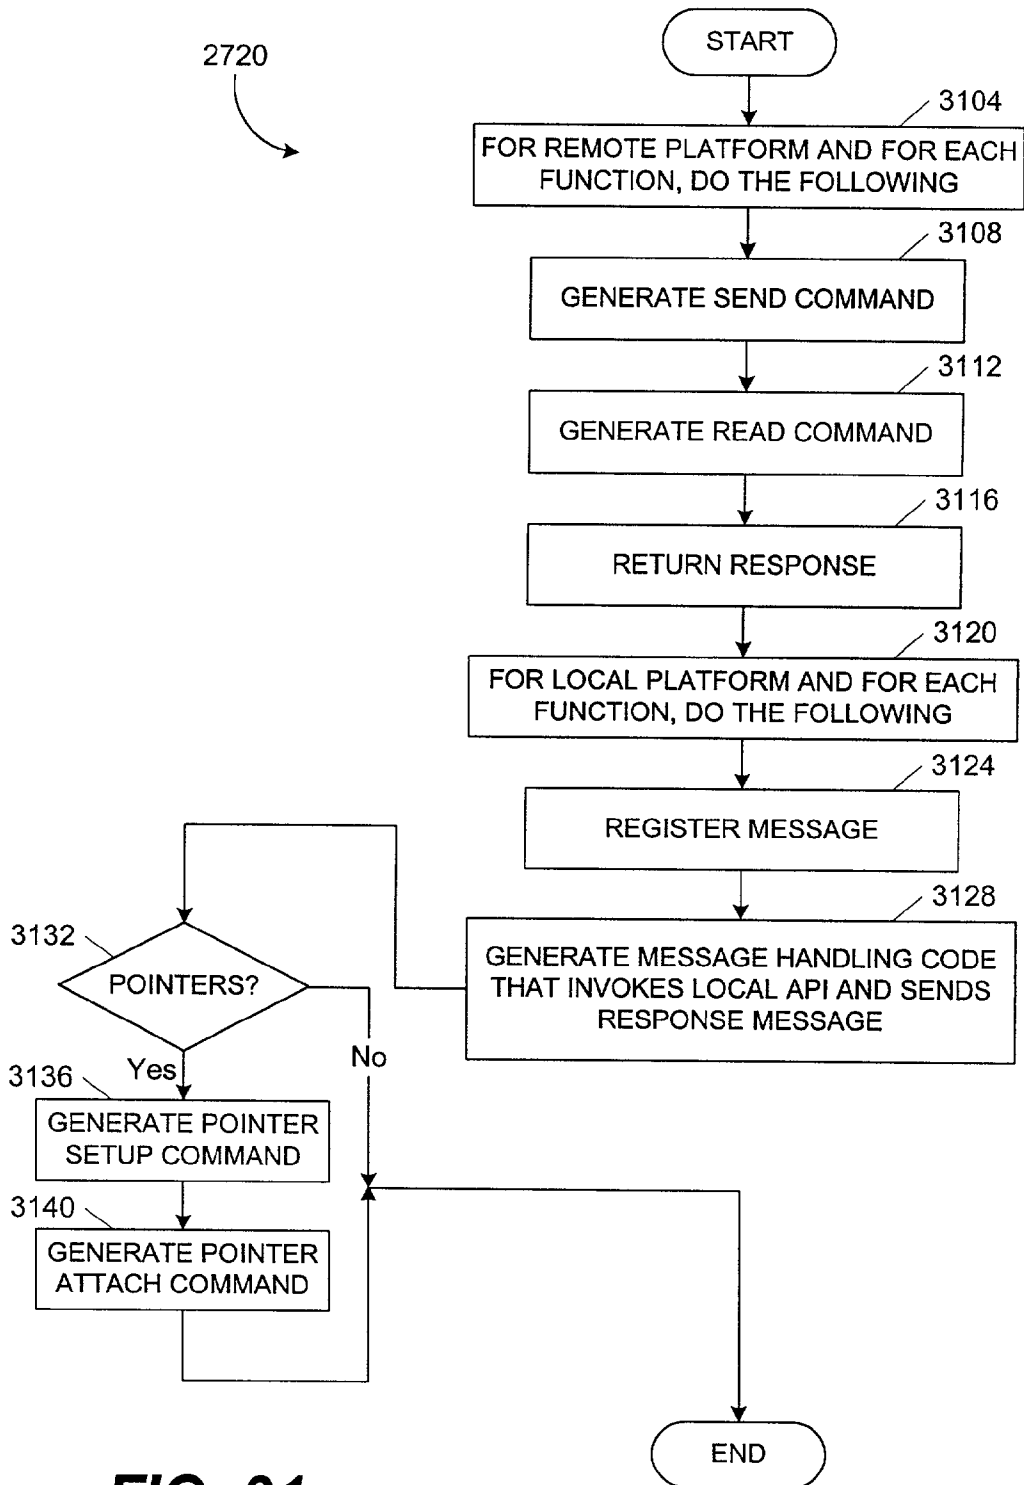 2720
START
3104
FOR REMOTE PLATFORM AND FOR EACH
FUNCTION, DO THE FOLLOWING
3108
GENERATE SEND COMMAND
3112
GENERATE READ COMMAND
3116
RETURN RESPONSE
3120
FOR LOCAL PLATFORM AND FOR EACH
FUNCTION, DO THE FOLLOWING
3124
REGISTER MESSAGE
3128
GENERATE MESSAGE HANDLING CODE
THAT INVOKES LOCAL API AND SENDS
RESPONSE MESSAGE
3132
POINTERS?
Yes
No
3136
GENERATE POINTER
SETUP COMMAND
3140
GENERATE POINTER
ATTACH COMMAND
END